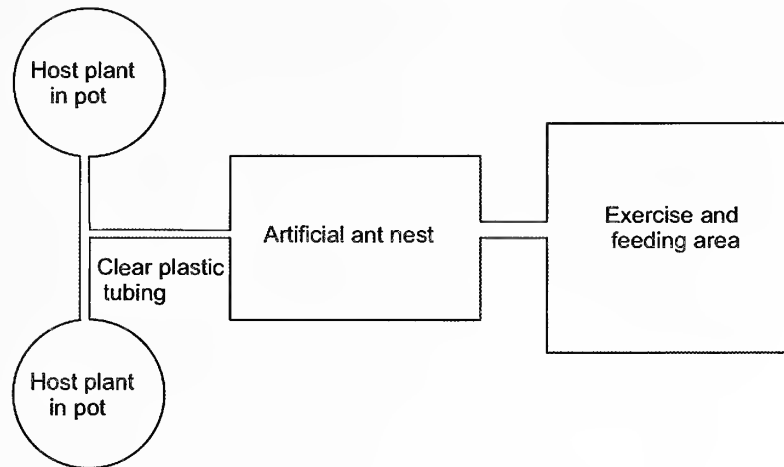 Host plant
in pot
Artificial ant nest
Exercise and
feeding area
Clear plastic
tubing
Host plant
in pot